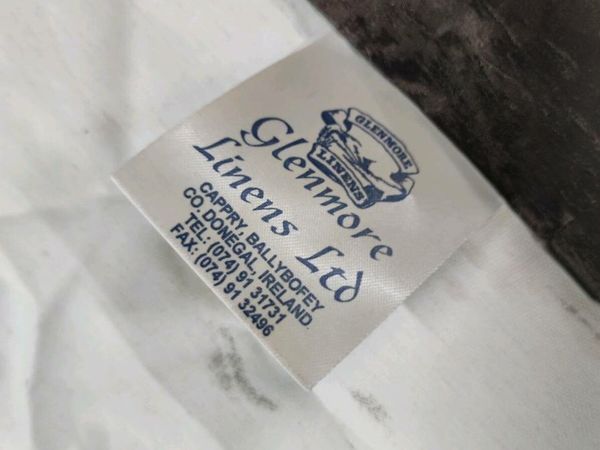 GLENMORE
LINENS
Glenmore
Linens Ltd
CAPPRY, BALLYBOFEY
CO. DONEGAL IRELAND.
TEL: (074) 91 31731
FAX: (074) 91 32496